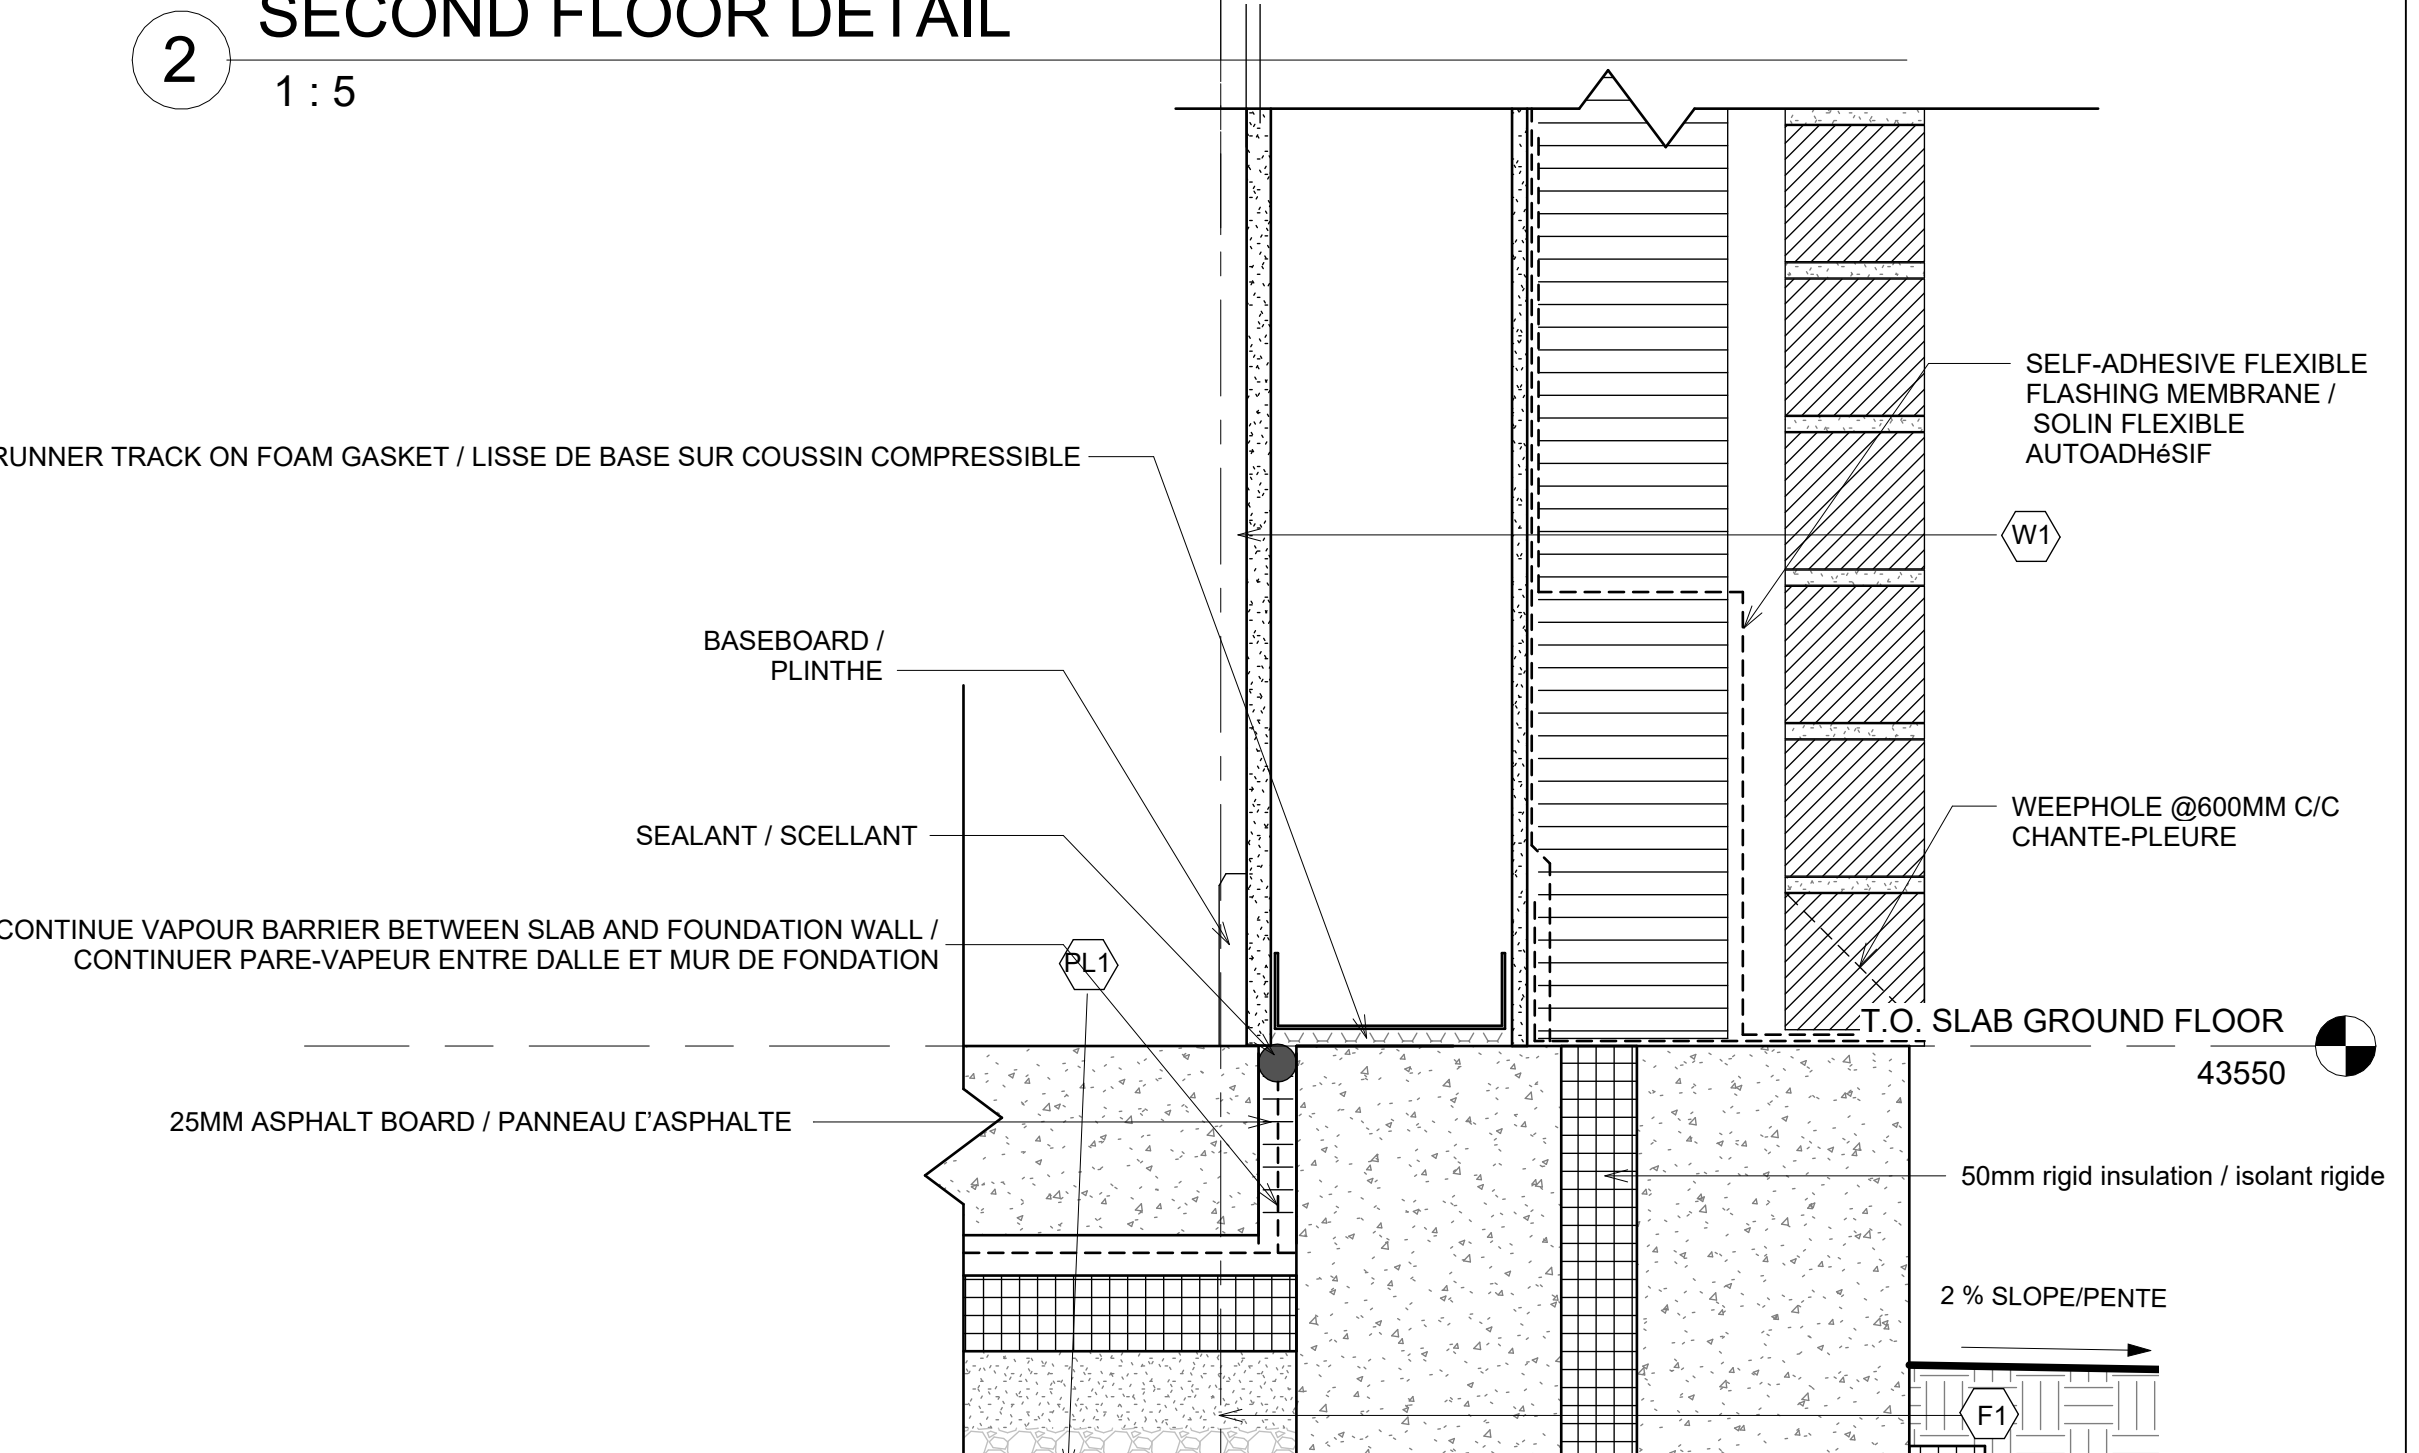 SECOND FLOOR DETAIL
2
1 : 5
SELF-ADHESIVE FLEXIBLE
FLASHING MEMBRANE /
SOLIN FLEXIBLE
AUTOADHéSIF
RUNNER TRACK ON FOAM GASKET / LISSE DE BASE SUR COUSSIN COMPRESSIBLE
W1
BASEBOARD /
PLINTHE
WEEPHOLE @600MM C/C
CHANTE-PLEURE
SEALANT / SCELLANT
CONTINUE VAPOUR BARRIER BETWEEN SLAB AND FOUNDATION WALL /
CONTINUER PARE-VAPEUR ENTRE DALLE ET MUR DE FONDATION
PL1
T.O. SLAB GROUND FLOOR
43550
25MM ASPHALT BOARD / PANNEAU D'ASPHALTE
50mm rigid insulation / isolant rigide
2 % SLOPE/PENTE
F1